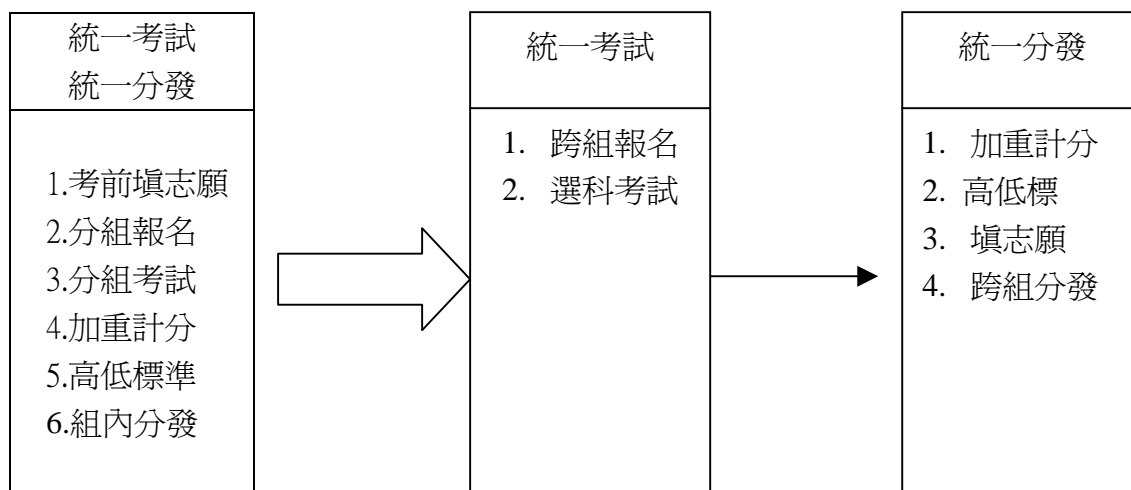 統一考試
統一分發
1.考前填志願
2.分組報名
3.分組考試
4.加重計分
5.高低標準
6.組內分發
統一考試
1. 跨組報名
2. 選科考試
統一分發
1. 加重計分
2. 高低標
3. 填志願
4. 跨組分發